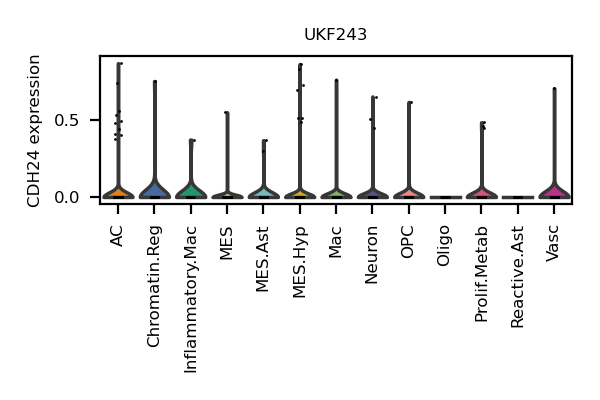 UKF243
CDH24 expression
0.5
0.0
AC
Chromatin.Reg
Inflammatory.Mac
MES
MES.Ast
MES.Hyp
Mac
Neuron
OPC
Oligo
Prolif.Metab
Reactive.Ast
Vasc